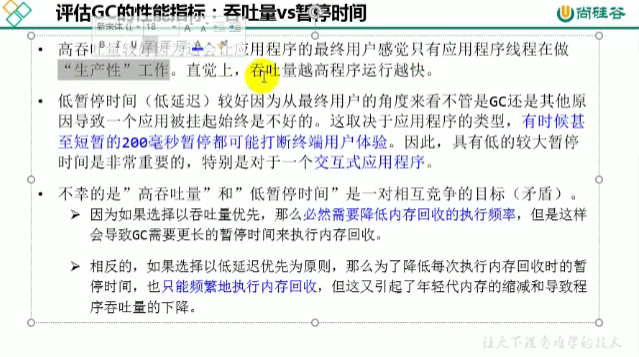 评估GC的性能指标：吞吐量vs暂停时间
尚硅谷
高吞吐量较好因为这会让应用程序的最终用户感觉只有应用程序线程在做
“生产性”工作。直觉上，吞吐量越高程序运行越快。
低暂停时间（低延迟）较好因为从最终用户的角度来看不管是GC还是其他原
因导致一个应用被挂起始终是不好的。这取决于应用程序的类型，有时候甚
至短暂的200毫秒暂停都可能打断终端用户体验。因此，具有低的较大暂停
时间是非常重要的，特别是对于一个交互式应用程序。
不幸的是”高吞吐量”和”低暂停时间”是一对相互竞争的目标（矛盾）。
因为如果选择以吞吐量优先，那么必然需要降低内存回收的执行频率，但是这样
会导致GC需要更长的暂停时间来执行内存回收。
相反的，如果选择以低延迟优先为原则，那么为了降低每次执行内存回收时的暂
停时间，也只能频繁地执行内存回收，但这又引起了年轻代内存的缩减和导致程
序吞吐量的下降。
让天下没有难学的技术